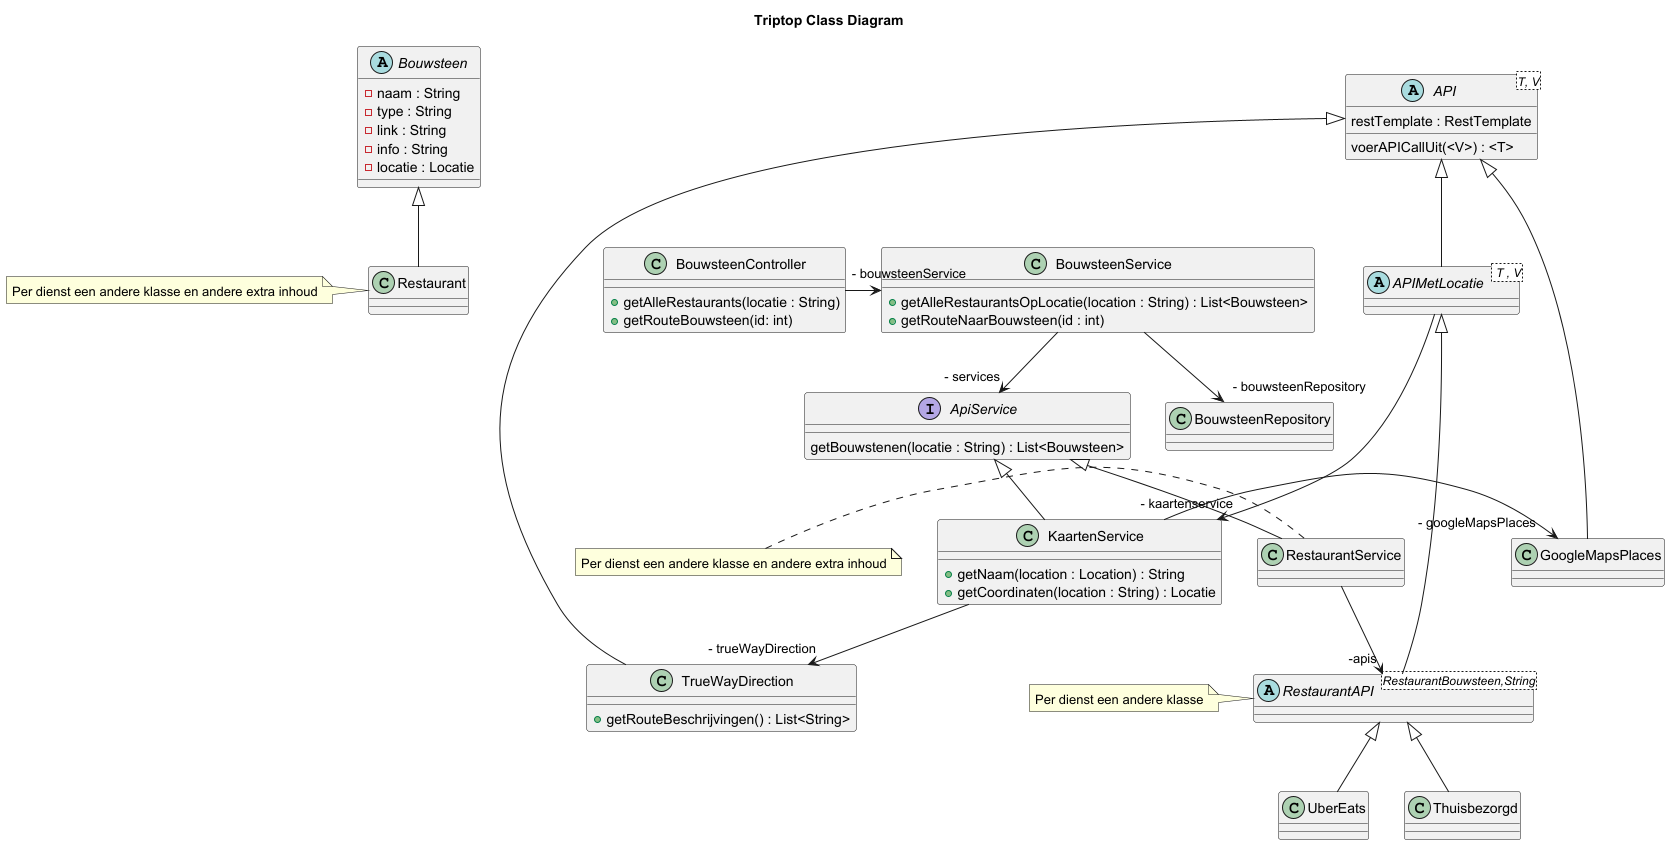 Triptop Class Diagram
A Bouwsteen
naam : String
type : String
link : String
info : String
locatie : Locatie
A API
T, V
restTemplate : RestTemplate
voerAPICallUit(<V>) : <T>
C BouwsteenController
getAlleRestaurants(locatie : String)
getRouteBouwsteen(id: int)
- bouwsteenService
C BouwsteenService
getAlleRestaurantsOpLocatie(location : String) : List<Bouwsteen>
getRouteNaarBouwsteen(id : int)
A APIMetLocatie
T , V
Per dienst een andere klasse en andere extra inhoud
C Restaurant
- services
- bouwsteenRepository
I ApiService
getBouwstenen(locatie : String) : List<Bouwsteen>
C BouwsteenRepository
- kaartenservice
- googleMapsPlaces
Per dienst een andere klasse en andere extra inhoud
C KaartenService
getNaam(location : Location) : String
getCoordinaten(location : String) : Locatie
C RestaurantService
C GoogleMapsPlaces
- trueWayDirection
-apis
C TrueWayDirection
getRouteBeschrijvingen() : List<String>
Per dienst een andere klasse
A RestaurantAPI
RestaurantBouwsteen,String
C UberEats
C Thuisbezorgd